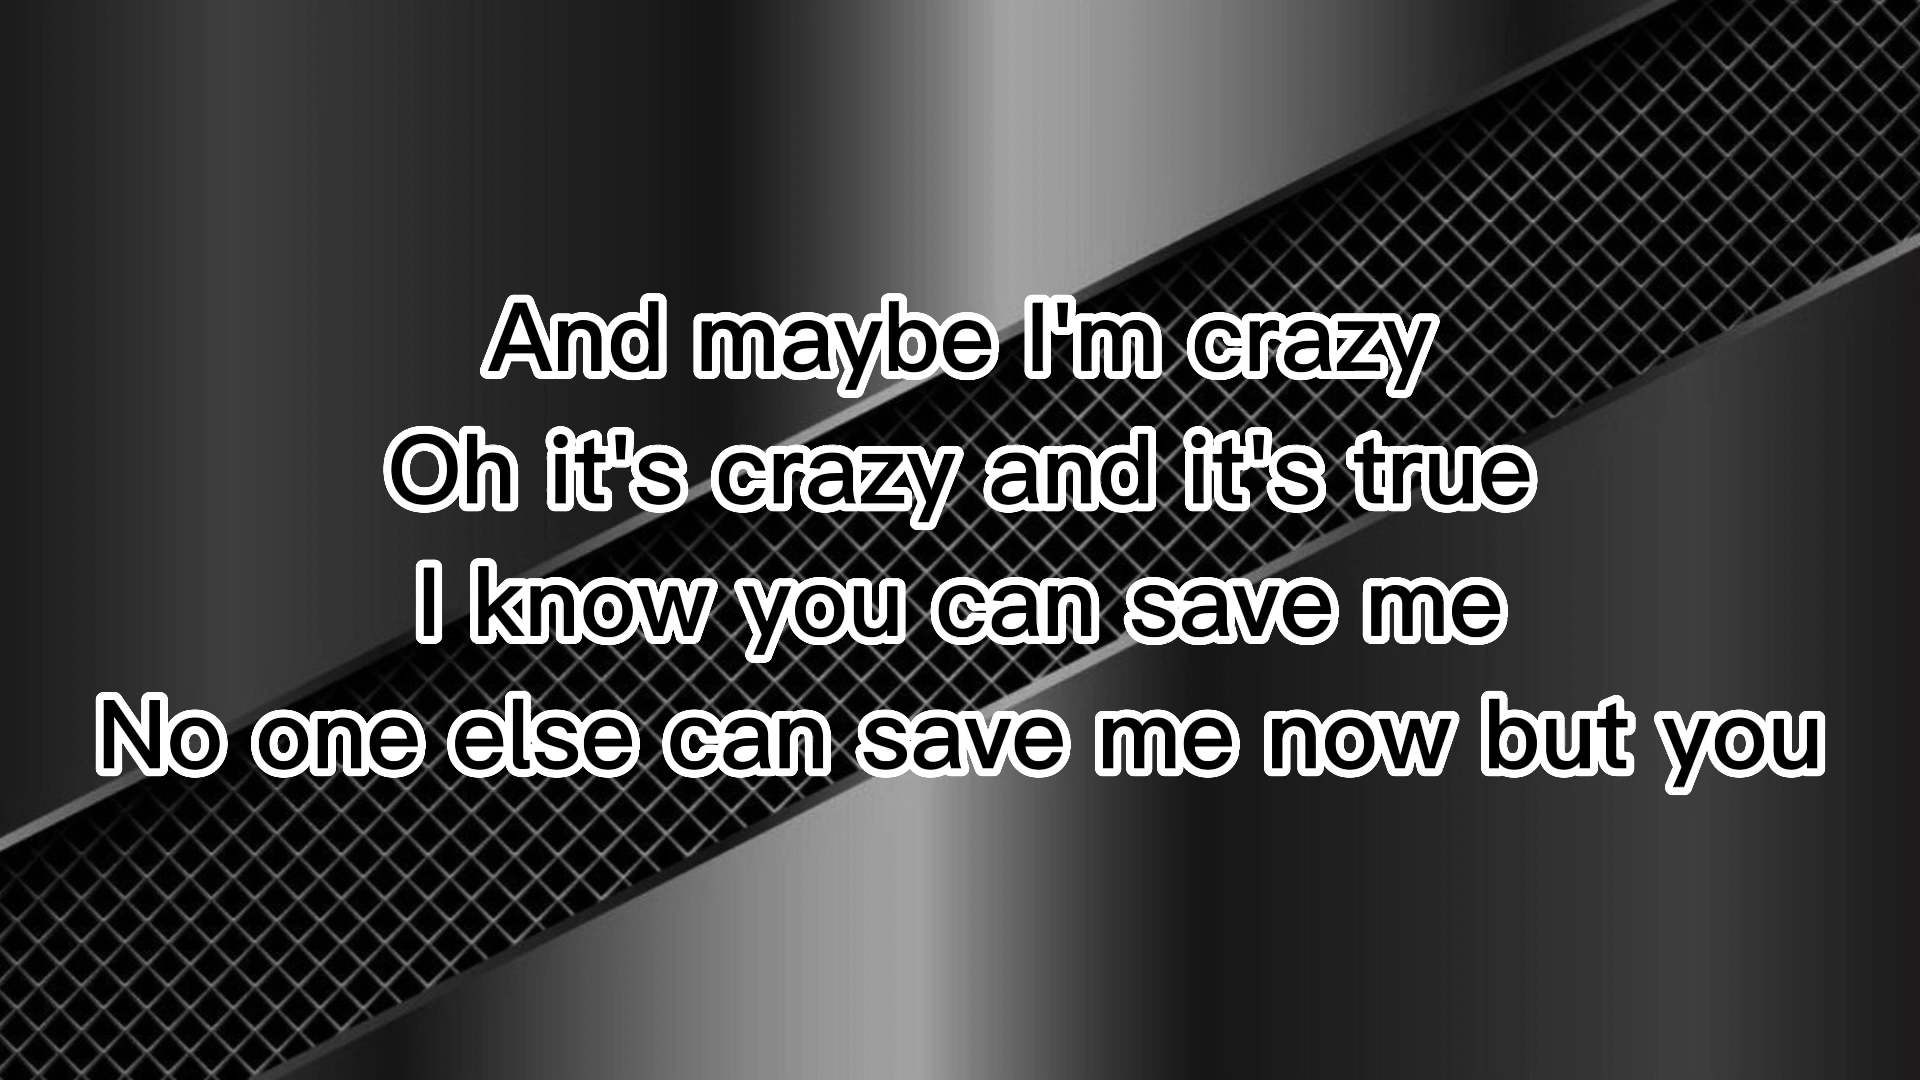 And maybe I'm crazy
Oh it's crazy and it's true
I know you can save me
No one else can save me now but you